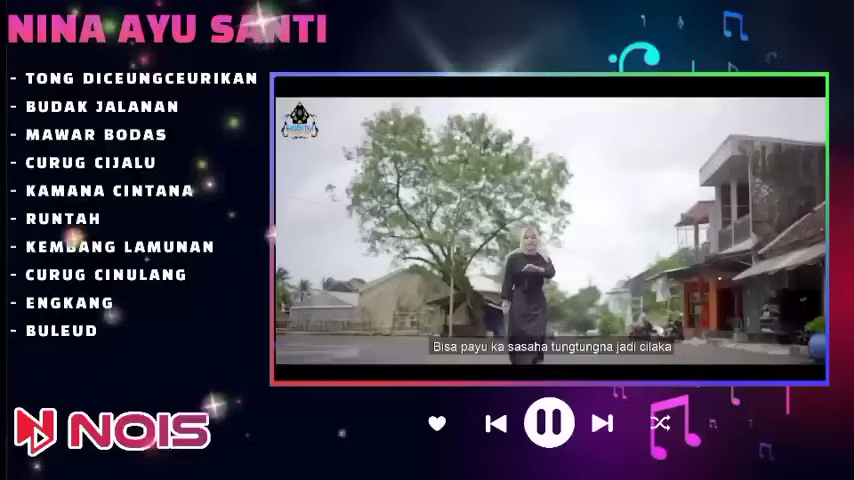 NINA AYU SANTI
- TONG DICEUNGCEURIKAN
- BUDAK JALANAN
- MAWAR BODAS
- CURUG CIJALU
- KAMANA CINTANA
- RUNTAH
- KEMBANG LAMUNAN
- CURUG CINULANG
- ENGKANG
- BULEUD
Bisa payu ka sasaha tungtungna jadi cilaka
NOIS